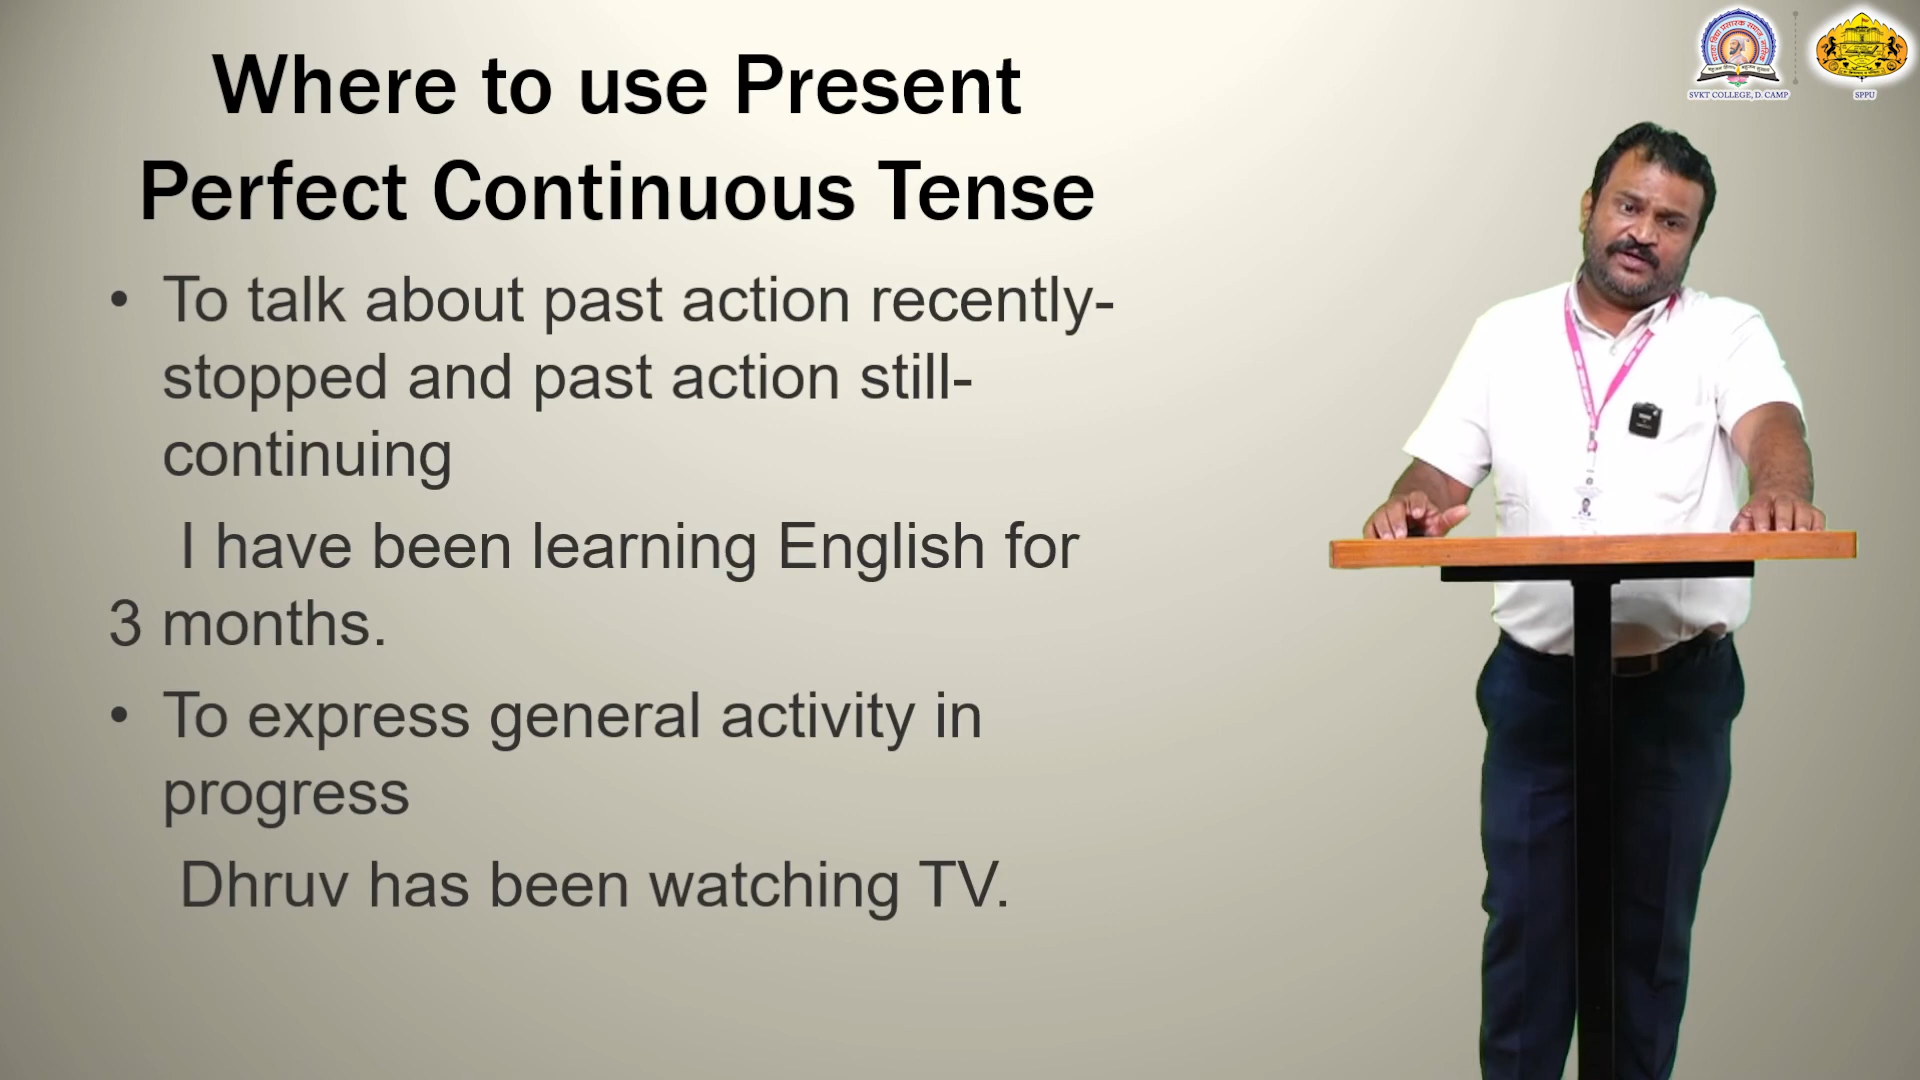 Where to use Present
Perfect Continuous Tense
• To talk about past action recently-
stopped and past action still-
continuing
I have been learning English for
3 months.
• To express general activity in
progress
Dhruv has been watching TV.
SVKT COLLEGE, D. CAMP
SPPU